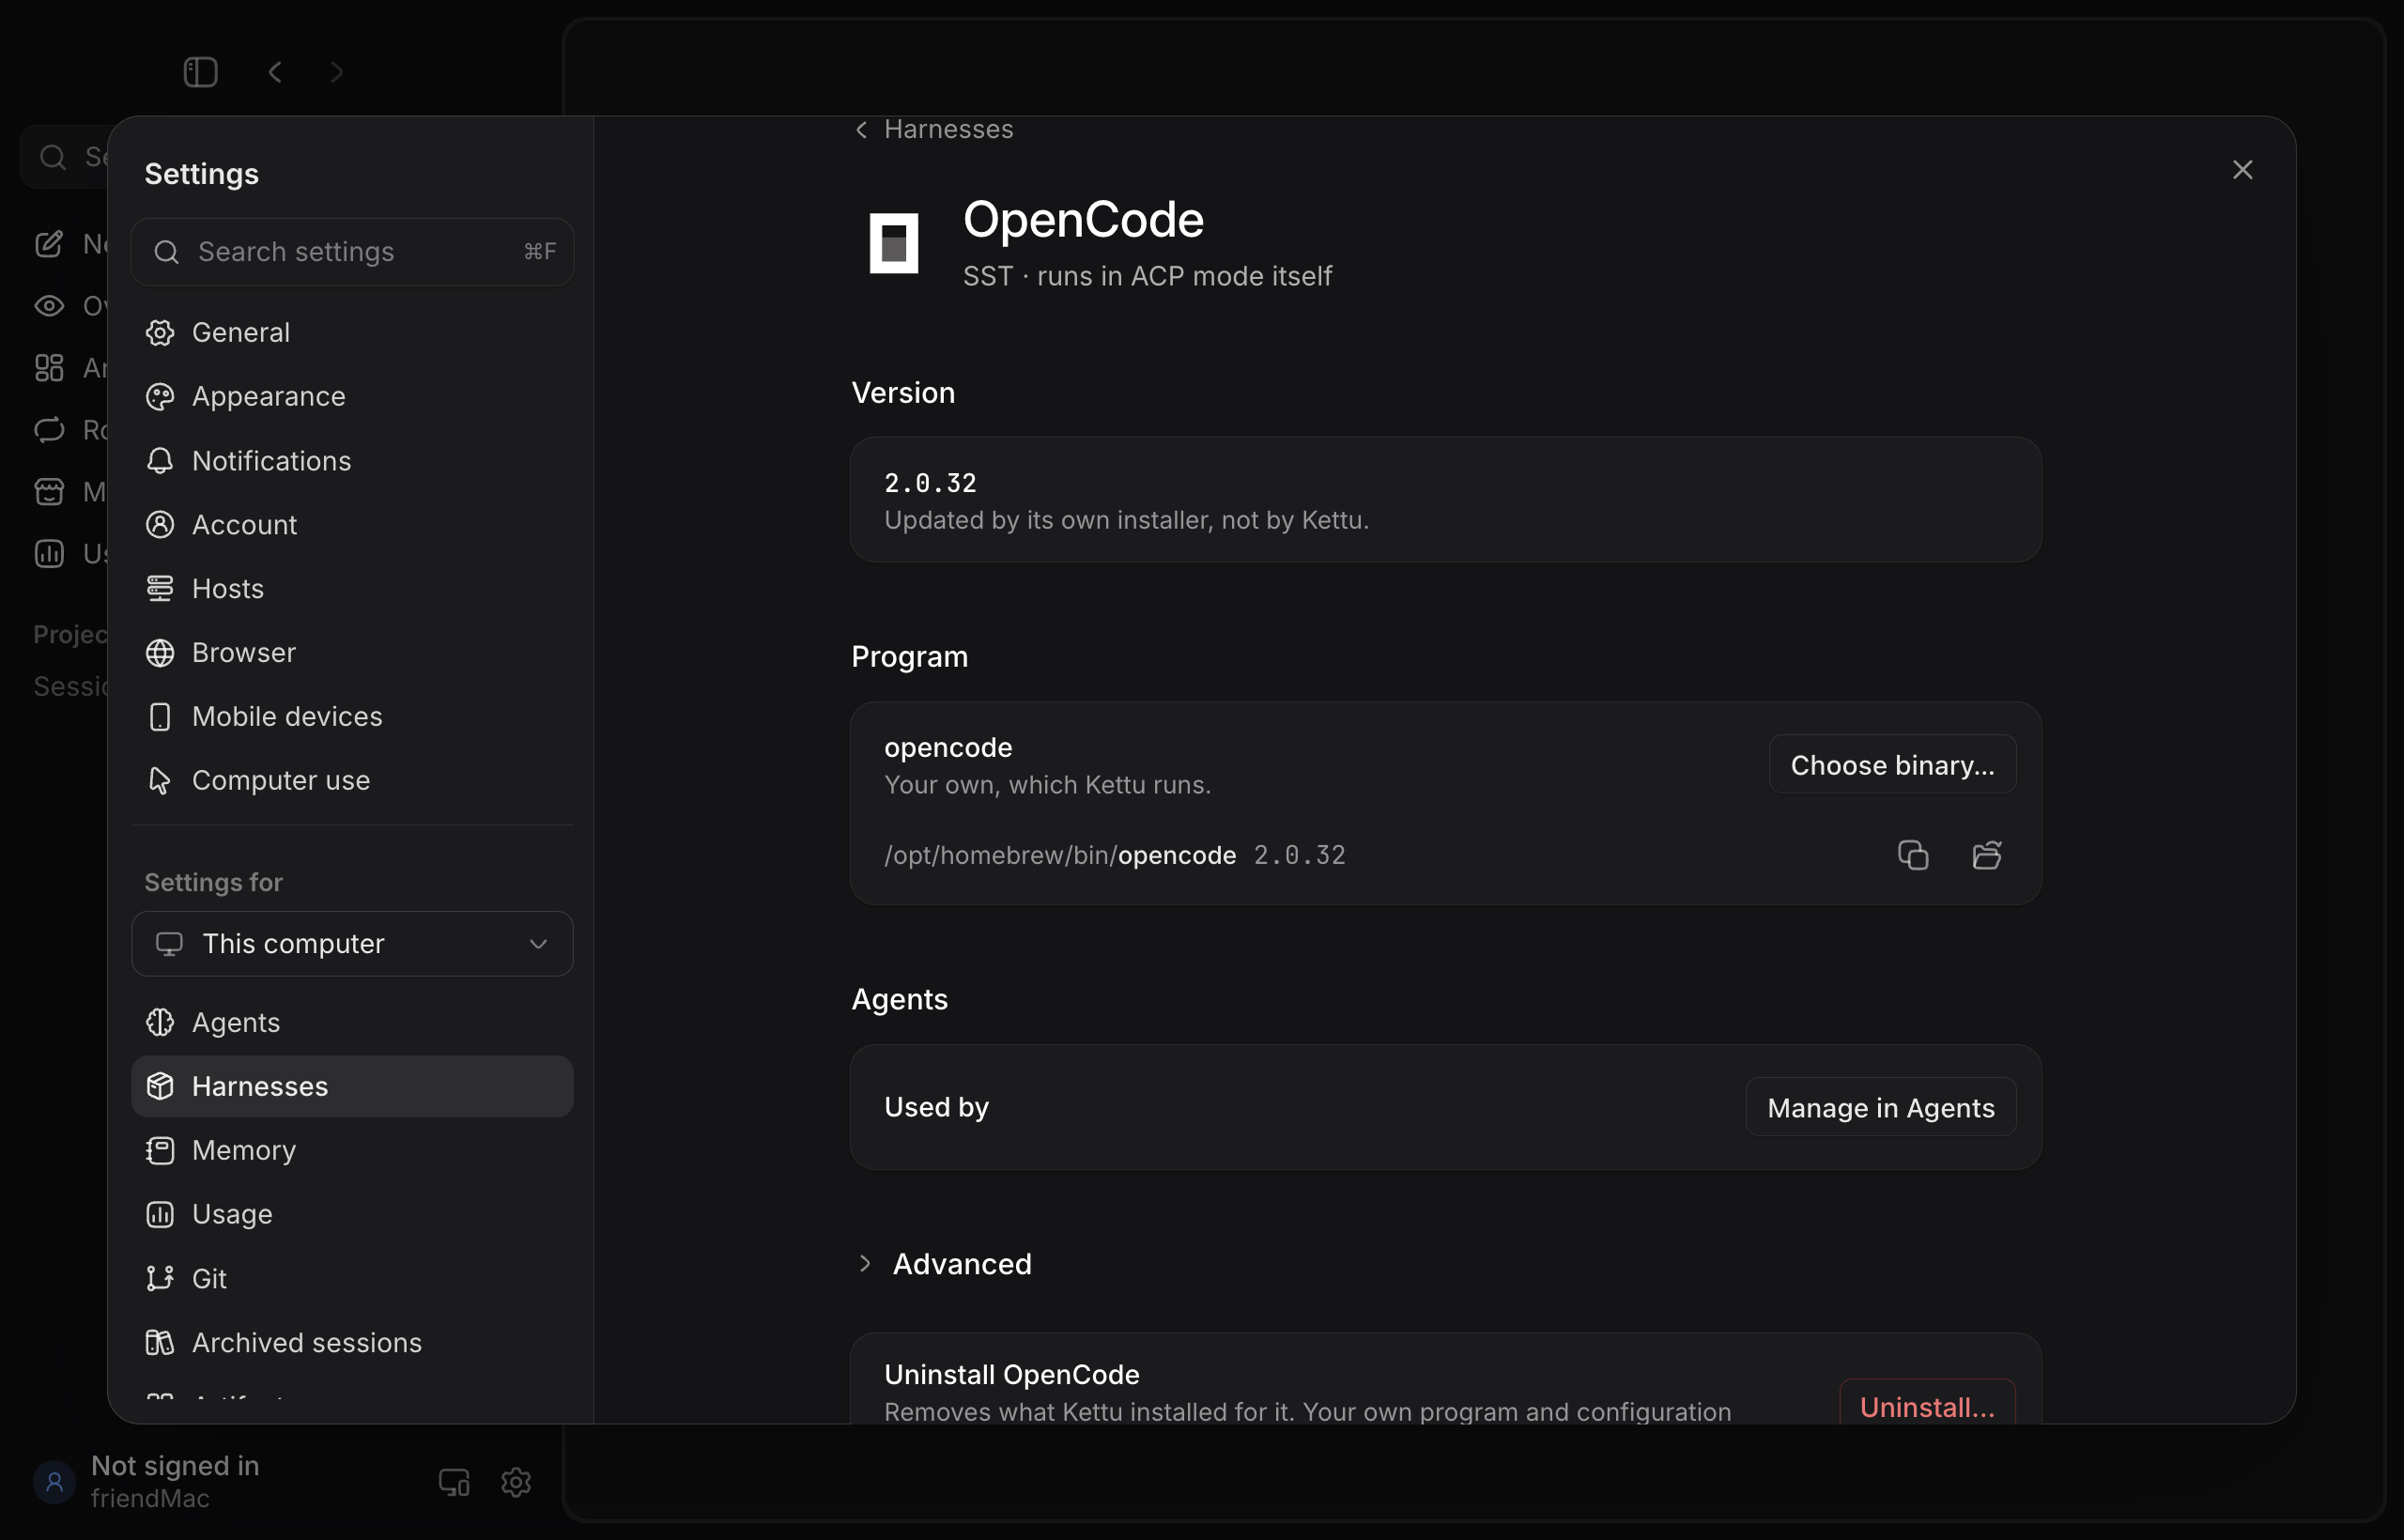 Settings
Search settings ⌘F
General
Appearance
Notifications
Account
Hosts
Browser
Mobile devices
Computer use
Settings for
This computer
Agents
Harnesses
Memory
Usage
Git
Archived sessions
Projec
Sessio
Not signed in
friendMac
Harnesses
OpenCode
SST · runs in ACP mode itself
Version
2.0.32
Updated by its own installer, not by Kettu.
Program
opencode
Your own, which Kettu runs.
Choose binary...
/opt/homebrew/bin/opencode 2.0.32
Agents
Used by
Manage in Agents
Advanced
Uninstall OpenCode
Removes what Kettu installed for it. Your own program and configuration
Uninstall...